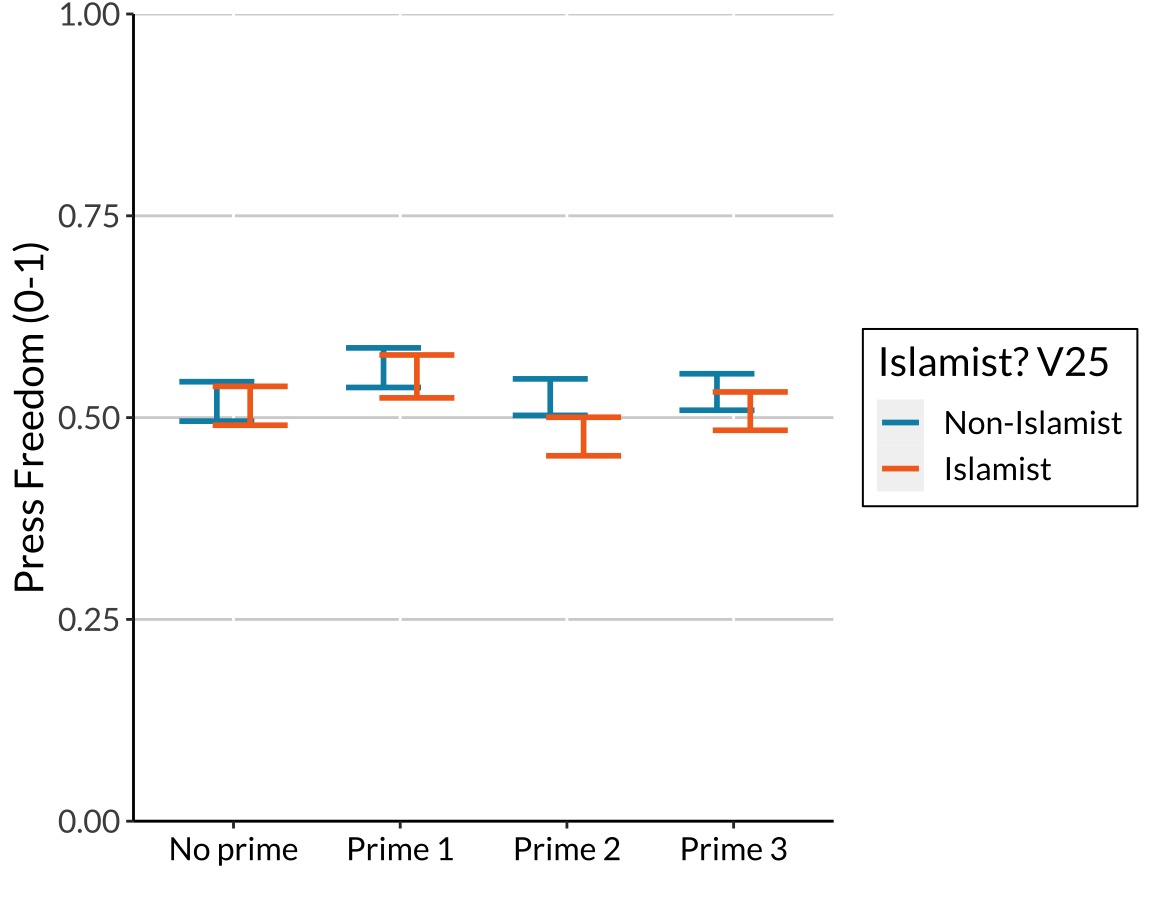 1.00
0.75
0.50
0.25
0.00
Press Freedom (0-1)
No prime
Prime 1
Prime 2
Prime 3
Islamist? V25
Non-Islamist
Islamist